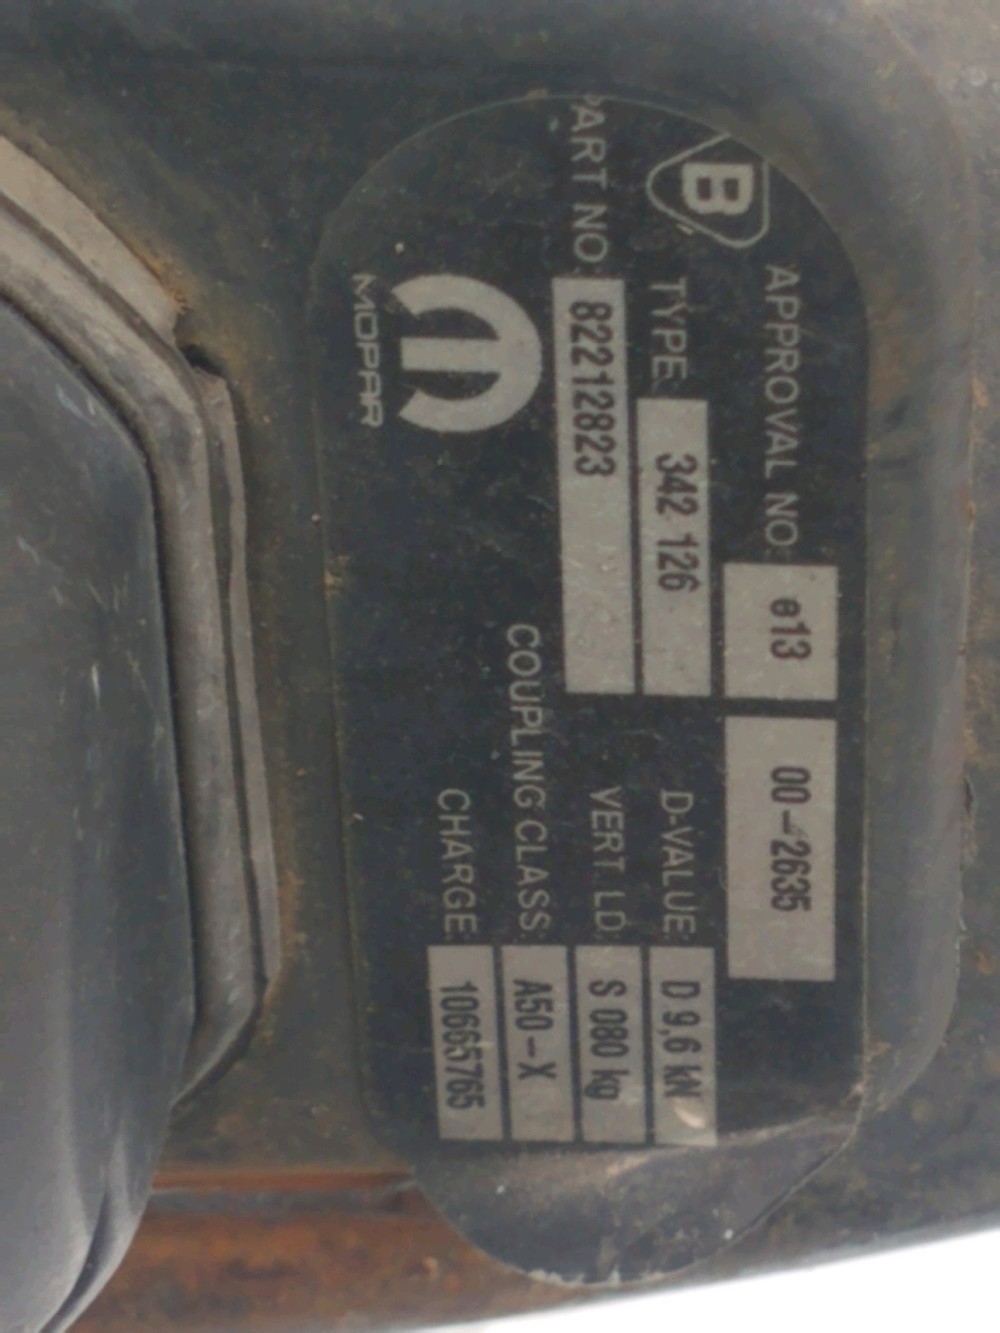 B APPROVAL NO. e13 00-2635
TYPE: 342 126 D-VALUE: D 9,6 kN
PART NO. 82212823 VERT. LD. S 080 kg
COUPLING CLASS: A50-X
CHARGE: 10665765
MOPAR